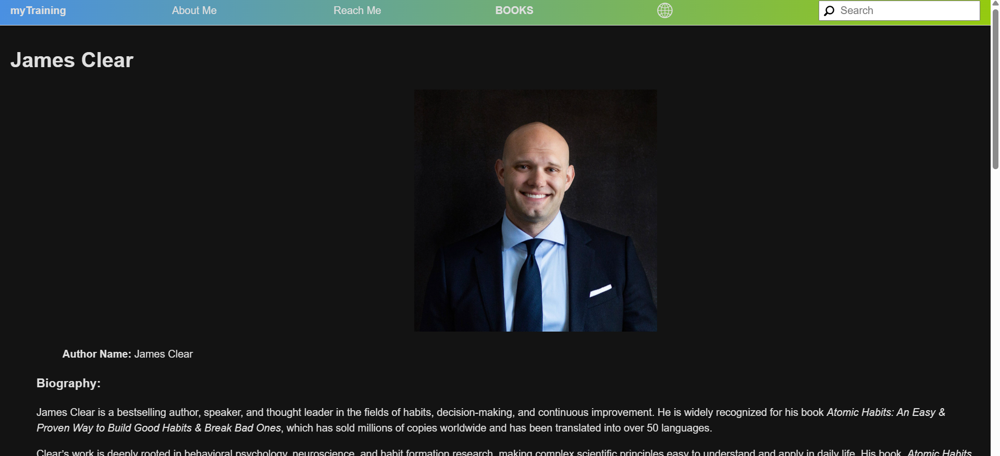 myTraining About Me Reach Me BOOKS Search
James Clear
Author Name: James Clear
Biography:
James Clear is a bestselling author, speaker, and thought leader in the fields of habits, decision-making, and continuous improvement. He is widely recognized for his book Atomic Habits: An Easy &
Proven Way to Build Good Habits & Break Bad Ones, which has sold millions of copies worldwide and has been translated into over 50 languages.
Clear’s work is deeply rooted in behavioral psychology, neuroscience, and habit formation research, making complex scientific principles easy to understand and apply in daily life. His book, Atomic Habits